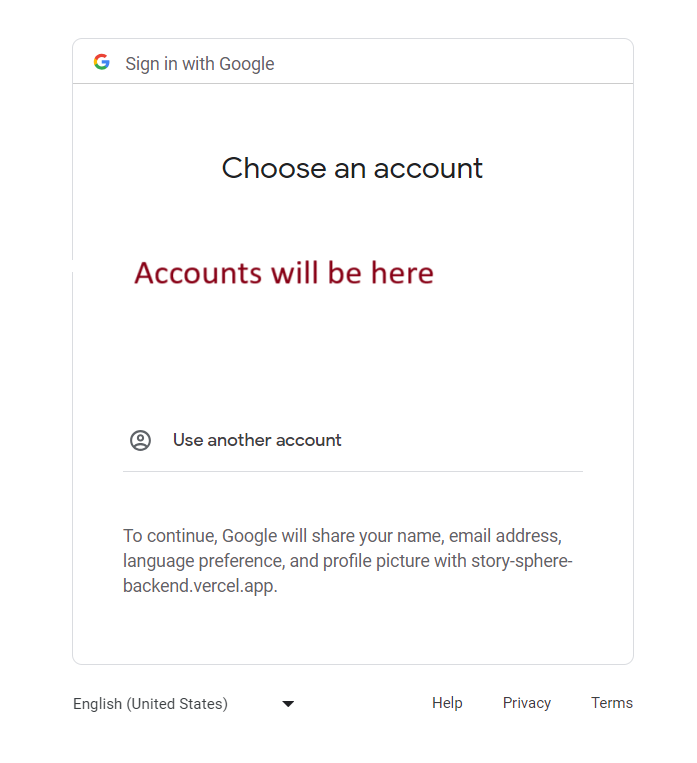 Sign in with Google
Choose an account
Accounts will be here
Use another account
To continue, Google will share your name, email address,
language preference, and profile picture with story-sphere-
backend.vercel.app.
English (United States)
Help Privacy Terms